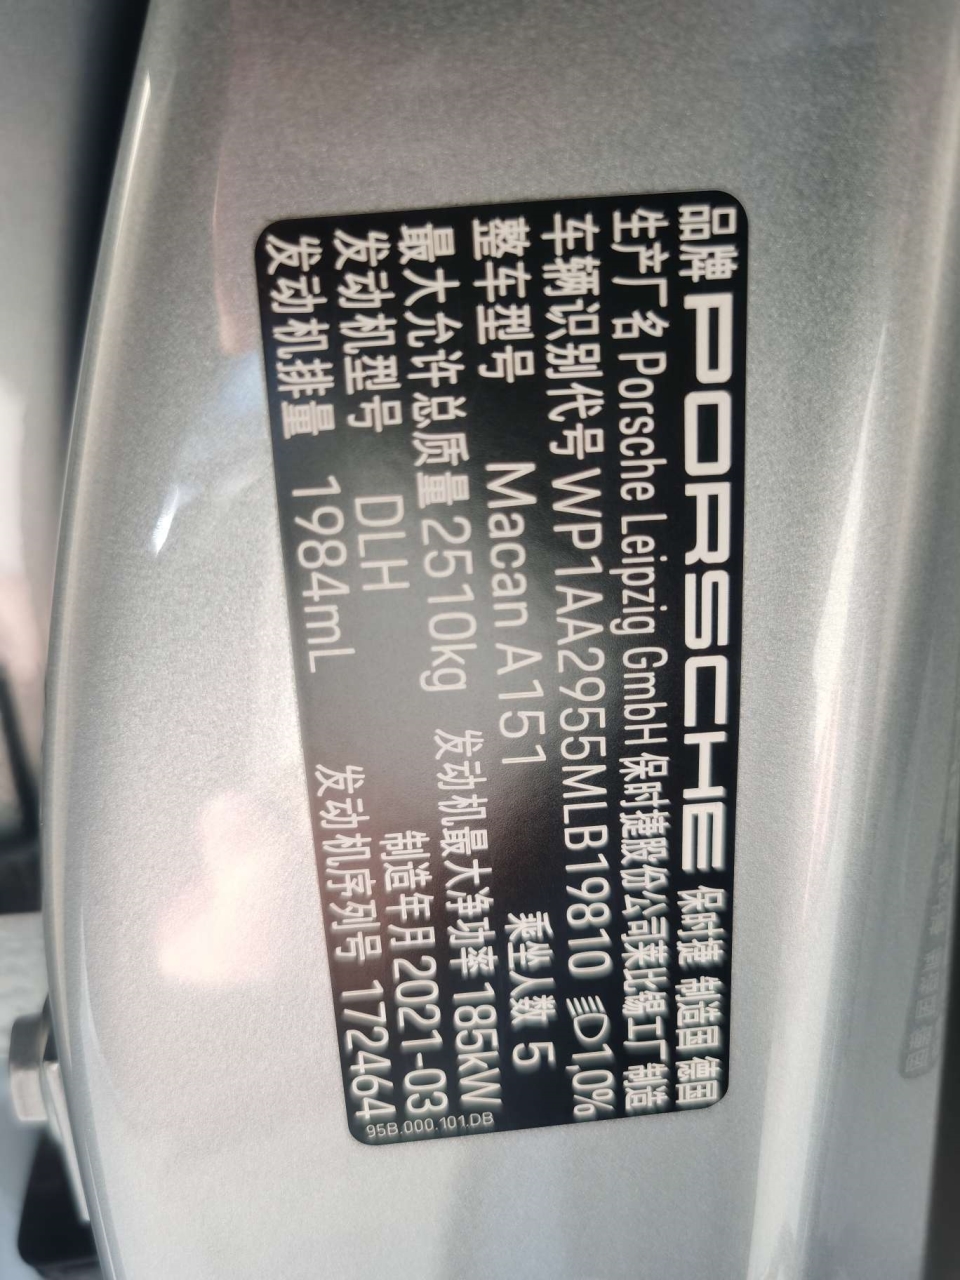 品牌 PORSCHE 保时捷 制造国 德国
生产厂名 Porsche Leipzig GmbH 保时捷股份公司莱比锡工厂 制造
车辆识别代号 WP1AA2955MLB19810 1,0%
整车型号 Macan A151 乘坐人数 5
最大允许总质量 2510kg 发动机最大净功率 185kW
发动机型号 DLH 制造年月 2021-03
发动机排量 1984mL 发动机序列号 172464
95B.000.101.DB